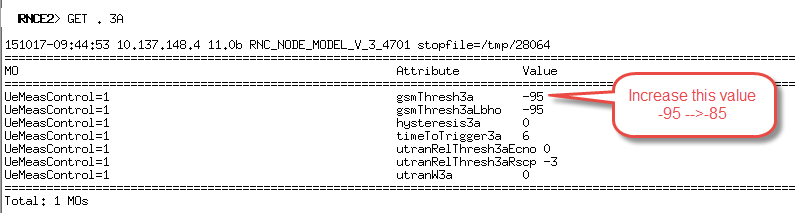 RNCE2> GET . 3A
151017-09:44:53 10.137.148.4 11.0b RNC_NODE_MODEL_V_3_4701 stopfile=/tmp/28064
=================================================================================================================
MO Attribute Value
=================================================================================================================
UeMeasControl=1 gsmThresh3a -95
UeMeasControl=1 gsmThresh3aLbho -95
UeMeasControl=1 hysteresis3a 0
UeMeasControl=1 timeToTrigger3a 6
UeMeasControl=1 utranRelThresh3aEcno 0
UeMeasControl=1 utranRelThresh3aRscp -3
UeMeasControl=1 utranW3a 0
=================================================================================================================
Total: 1 MOs
Increase this value
-95 -->-85